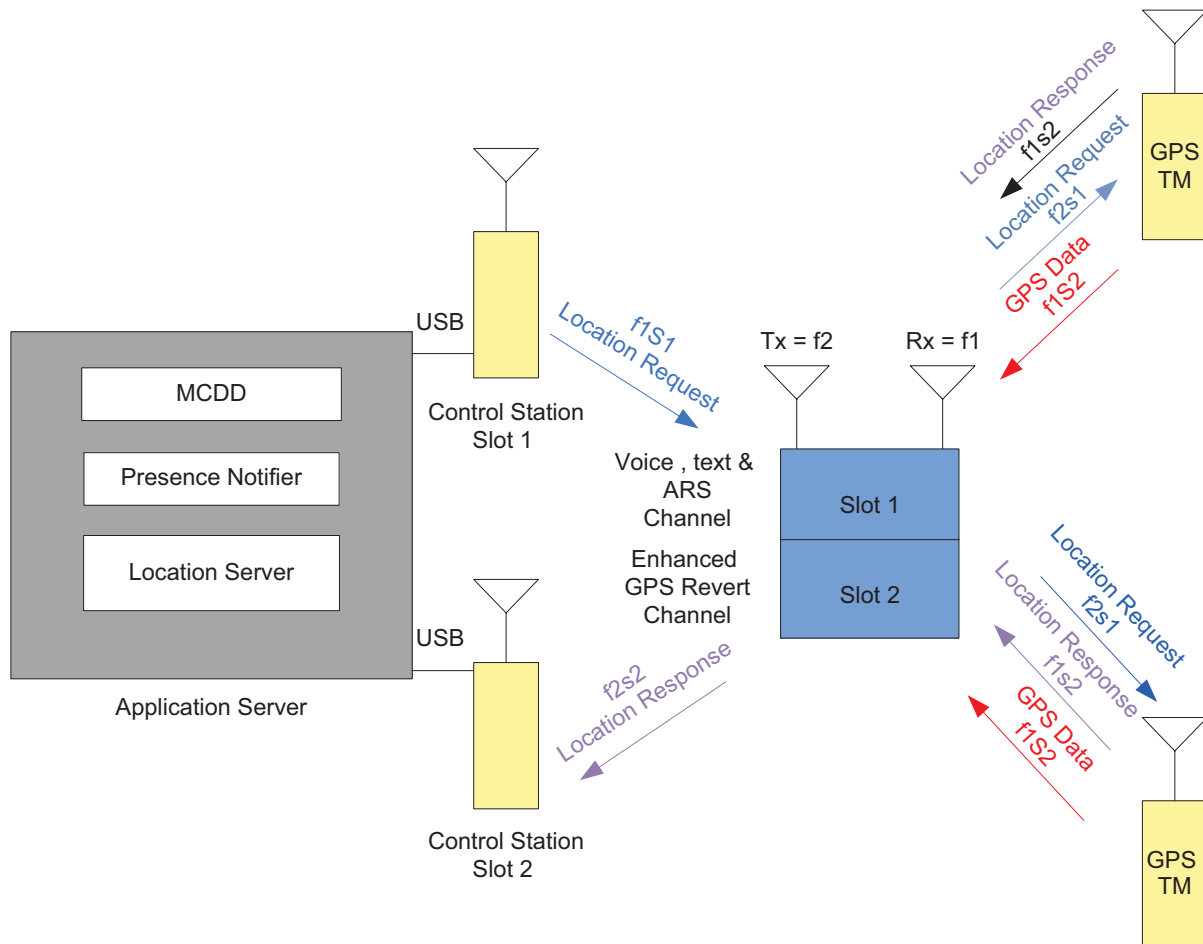 Location Response
f1s2
Location Request
f2s1
GPS Data
f1S2
GPS
TM
USB
f1S1
Location Request
Tx = f2
Rx = f1
MCDD
Presence Notifier
Location Server
Control Station
Slot 1
Voice , text &
ARS
Channel
Slot 1
Enhanced
GPS Revert
Channel
Slot 2
USB
Application Server
f2s2
Location Response
Location Request
f2s1
Location Response
f1s2
GPS Data
f1S2
Control Station
Slot 2
GPS
TM